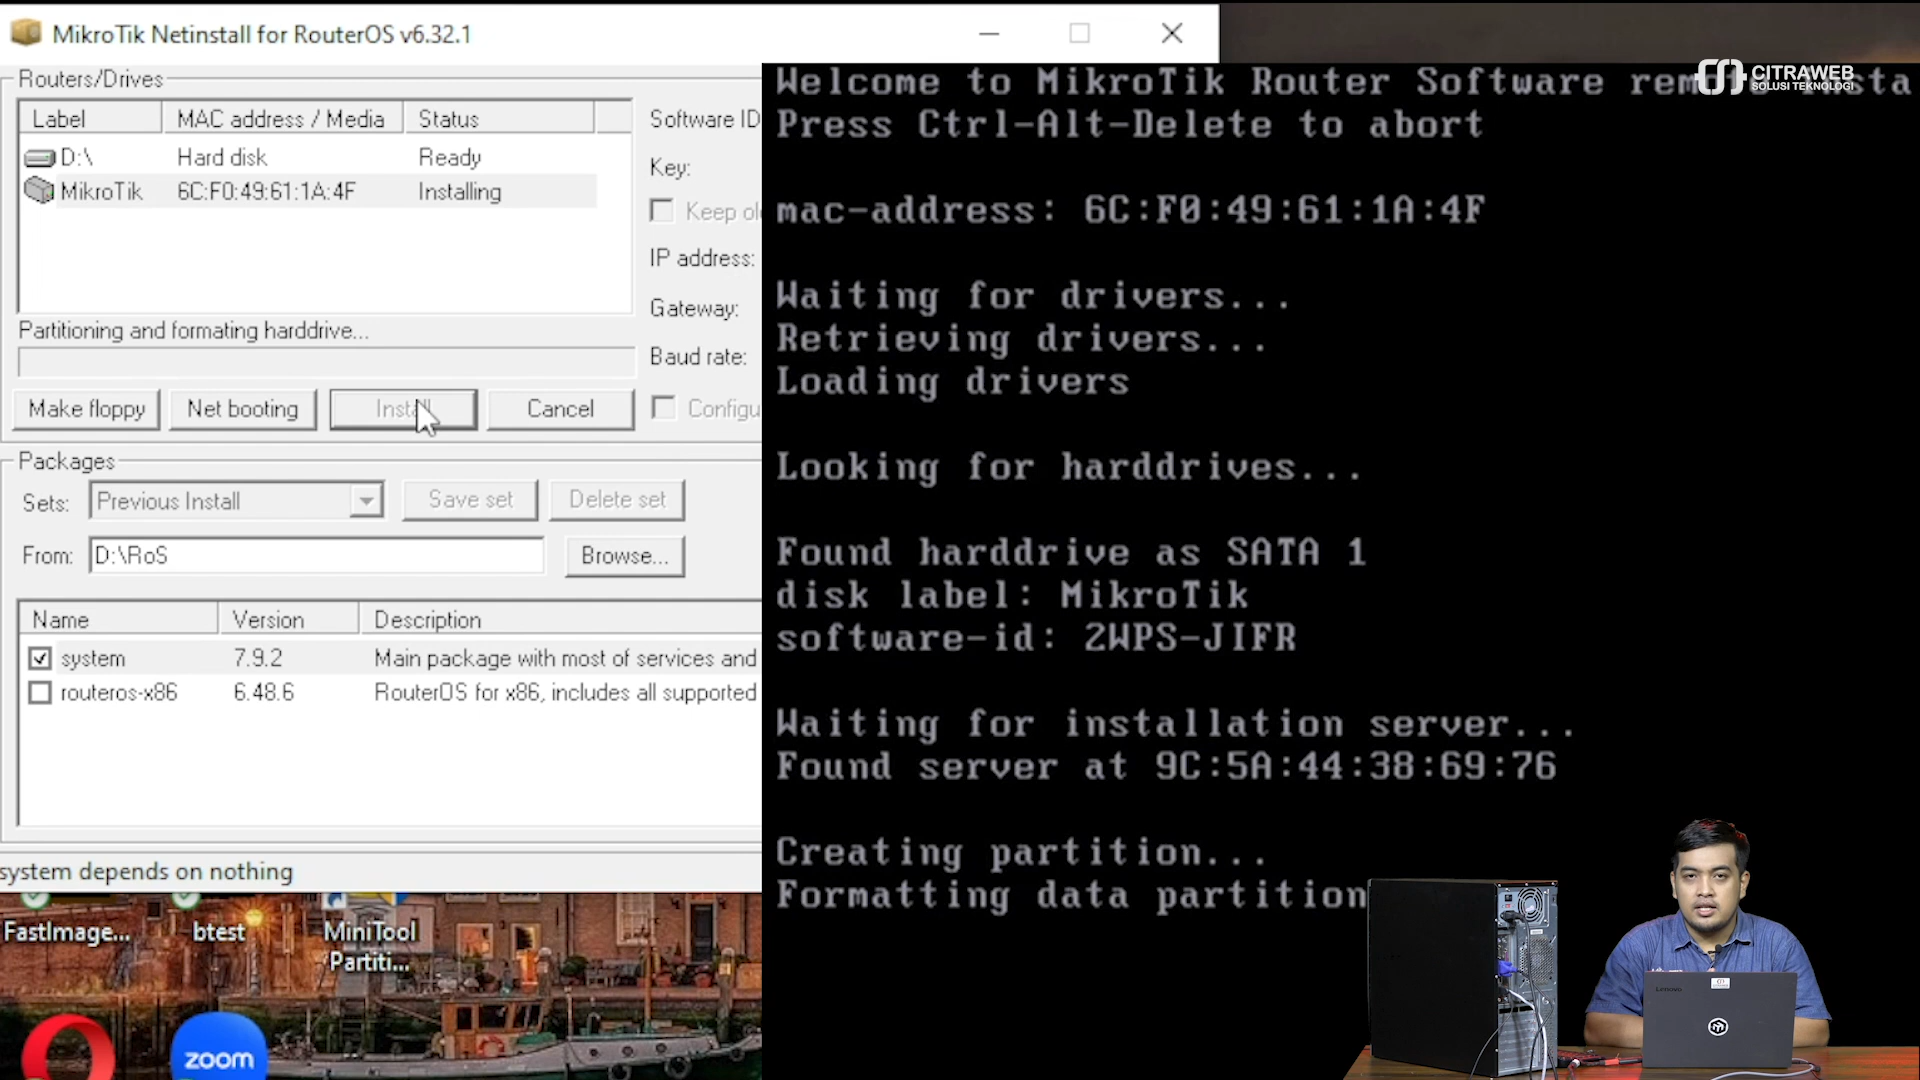 MikroTik Netinstall for RouterOS v6.32.1
Routers/Drives
Label MAC address / Media Status
D:\ Hard disk Ready
MikroTik 6C:F0:49:61:1A:4F Installing
Partitioning and formating harddrive...
Make floppy Net booting Install Cancel
Software ID
Key:
Keep ol
IP address:
Gateway:
Baud rate:
Configu
Packages
Sets: Previous Install Save set Delete set
From: D:\RoS Browse...
Name Version Description
system 7.9.2 Main package with most of services and
routeros-x86 6.48.6 RouterOS for x86, includes all supported
system depends on nothing
FastImage...
btest
MiniTool
Partiti...
zoom
Welcome to MikroTik Router Software remote insta
Press Ctrl-Alt-Delete to abort
mac-address: 6C:F0:49:61:1A:4F
Waiting for drivers...
Retrieving drivers...
Loading drivers
Looking for harddrives...
Found harddrive as SATA 1
disk label: MikroTik
software-id: 2WPS-JIFR
Waiting for installation server...
Found server at 9C:5A:44:38:69:76
Creating partition...
Formatting data partition
CITRAWEB
SOLUSI TEKNOLOGI
Lenovo